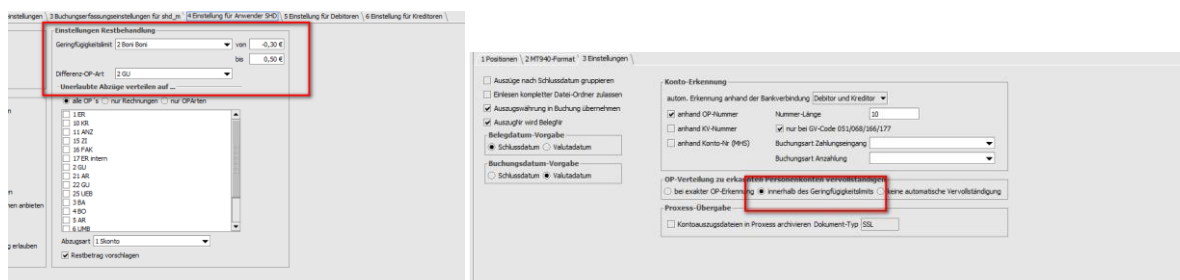 nstellungen \ 3 Buchungserfassungseinstellungen für shd_m \ 4 Einstellung für Anwender SHD \ 5 Einstellung für Debitoren \ 6 Einstellung für Kreditoren \
Einstellungen Restbehandlung
Geringfügigkeitslimit 2 Boni Boni von -0,30 €
bis 0,50 €
Differenz-OP-Art 2 GU
Unerlaubte Abzüge verteilen auf ...
alle OP´s nur Rechnungen nur OPArten
1 ER
10 KR
11 ANZ
15 ZI
16 FAK
17 ER intern
2 GU
21 AR
22 GU
25 UEB
3 BA
4 BO
5 AR
6 UMB
en
nen anbieten
g erlauben
Abzugsart 1 Skonto
Restbetrag vorschlagen
1 Positionen \ 2 MT940-Format \ 3 Einstellungen \
Auszüge nach Schlussdatum gruppieren
Einlesen kompletter Datei-Ordner zulassen
Auszugswährung in Buchung übernehmen
AuszugNr wird BelegNr
Belegdatum-Vorgabe
Schlussdatum Valutadatum
Buchungsdatum-Vorgabe
Schlussdatum Valutadatum
Konto-Erkennung
autom. Erkennung anhand der Bankverbindung Debitor und Kreditor
anhand OP-Nummer Nummer-Länge 10
anhand KV-Nummer nur bei GV-Code 051/068/166/177
anhand Konto-Nr (MHS) Buchungsart Zahlungseingang
Buchungsart Anzahlung
OP-Verteilung zu erkannten Personenkonten vervollständigen
bei exakter OP-Erkennung innerhalb des Geringfügigkeitslimits keine automatische Vervollständigung
Proxess-Übergabe
Kontoauszugsdateien in Proxess archivieren Dokument-Typ SSL